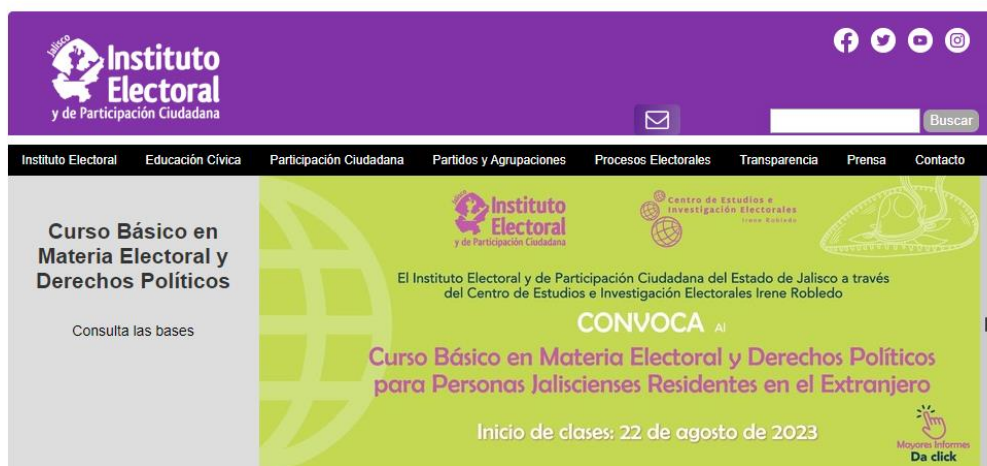 Jalisco
Instituto
Electoral
y de Participación Ciudadana
Buscar
Instituto Electoral Educación Cívica Participación Ciudadana Partidos y Agrupaciones Procesos Electorales Transparencia Prensa Contacto
Curso Básico en
Materia Electoral y
Derechos Políticos
Consulta las bases
Jalisco
Instituto
Electoral
y de Participación Ciudadana
Centro de Estudios e
Investigación Electorales
Irene Robledo
El Instituto Electoral y de Participación Ciudadana del Estado de Jalisco a través
del Centro de Estudios e Investigación Electorales Irene Robledo
CONVOCA Al
Curso Básico en Materia Electoral y Derechos Políticos
para Personas Jaliscienses Residentes en el Extranjero
Inicio de clases: 22 de agosto de 2023
Mayores Informes
Da click